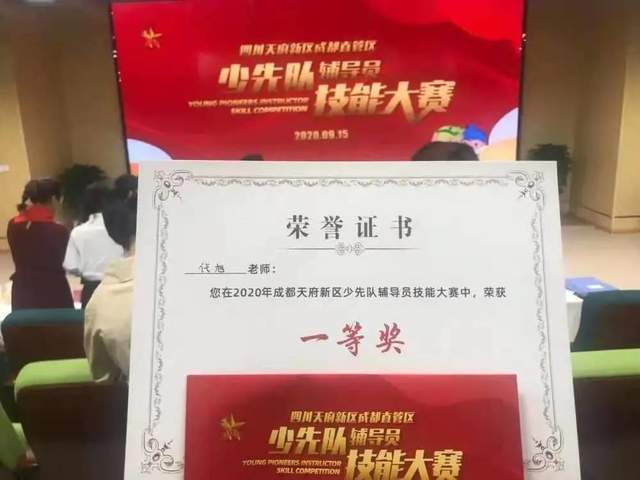 四川天府新区成都直管区
少先队辅导员
YOUNG PIONEERS INSTRUCTOR
SKILL COMPETITION
技能大赛
2020.09.15
荣誉证书
代旭 老师：
您在2020年成都天府新区少先队辅导员技能大赛中，荣获
一等奖
四川天府新区成都直管区
少先队辅导员
YOUNG PIONEERS INSTRUCTOR
SKILL COMPETITION
技能大赛